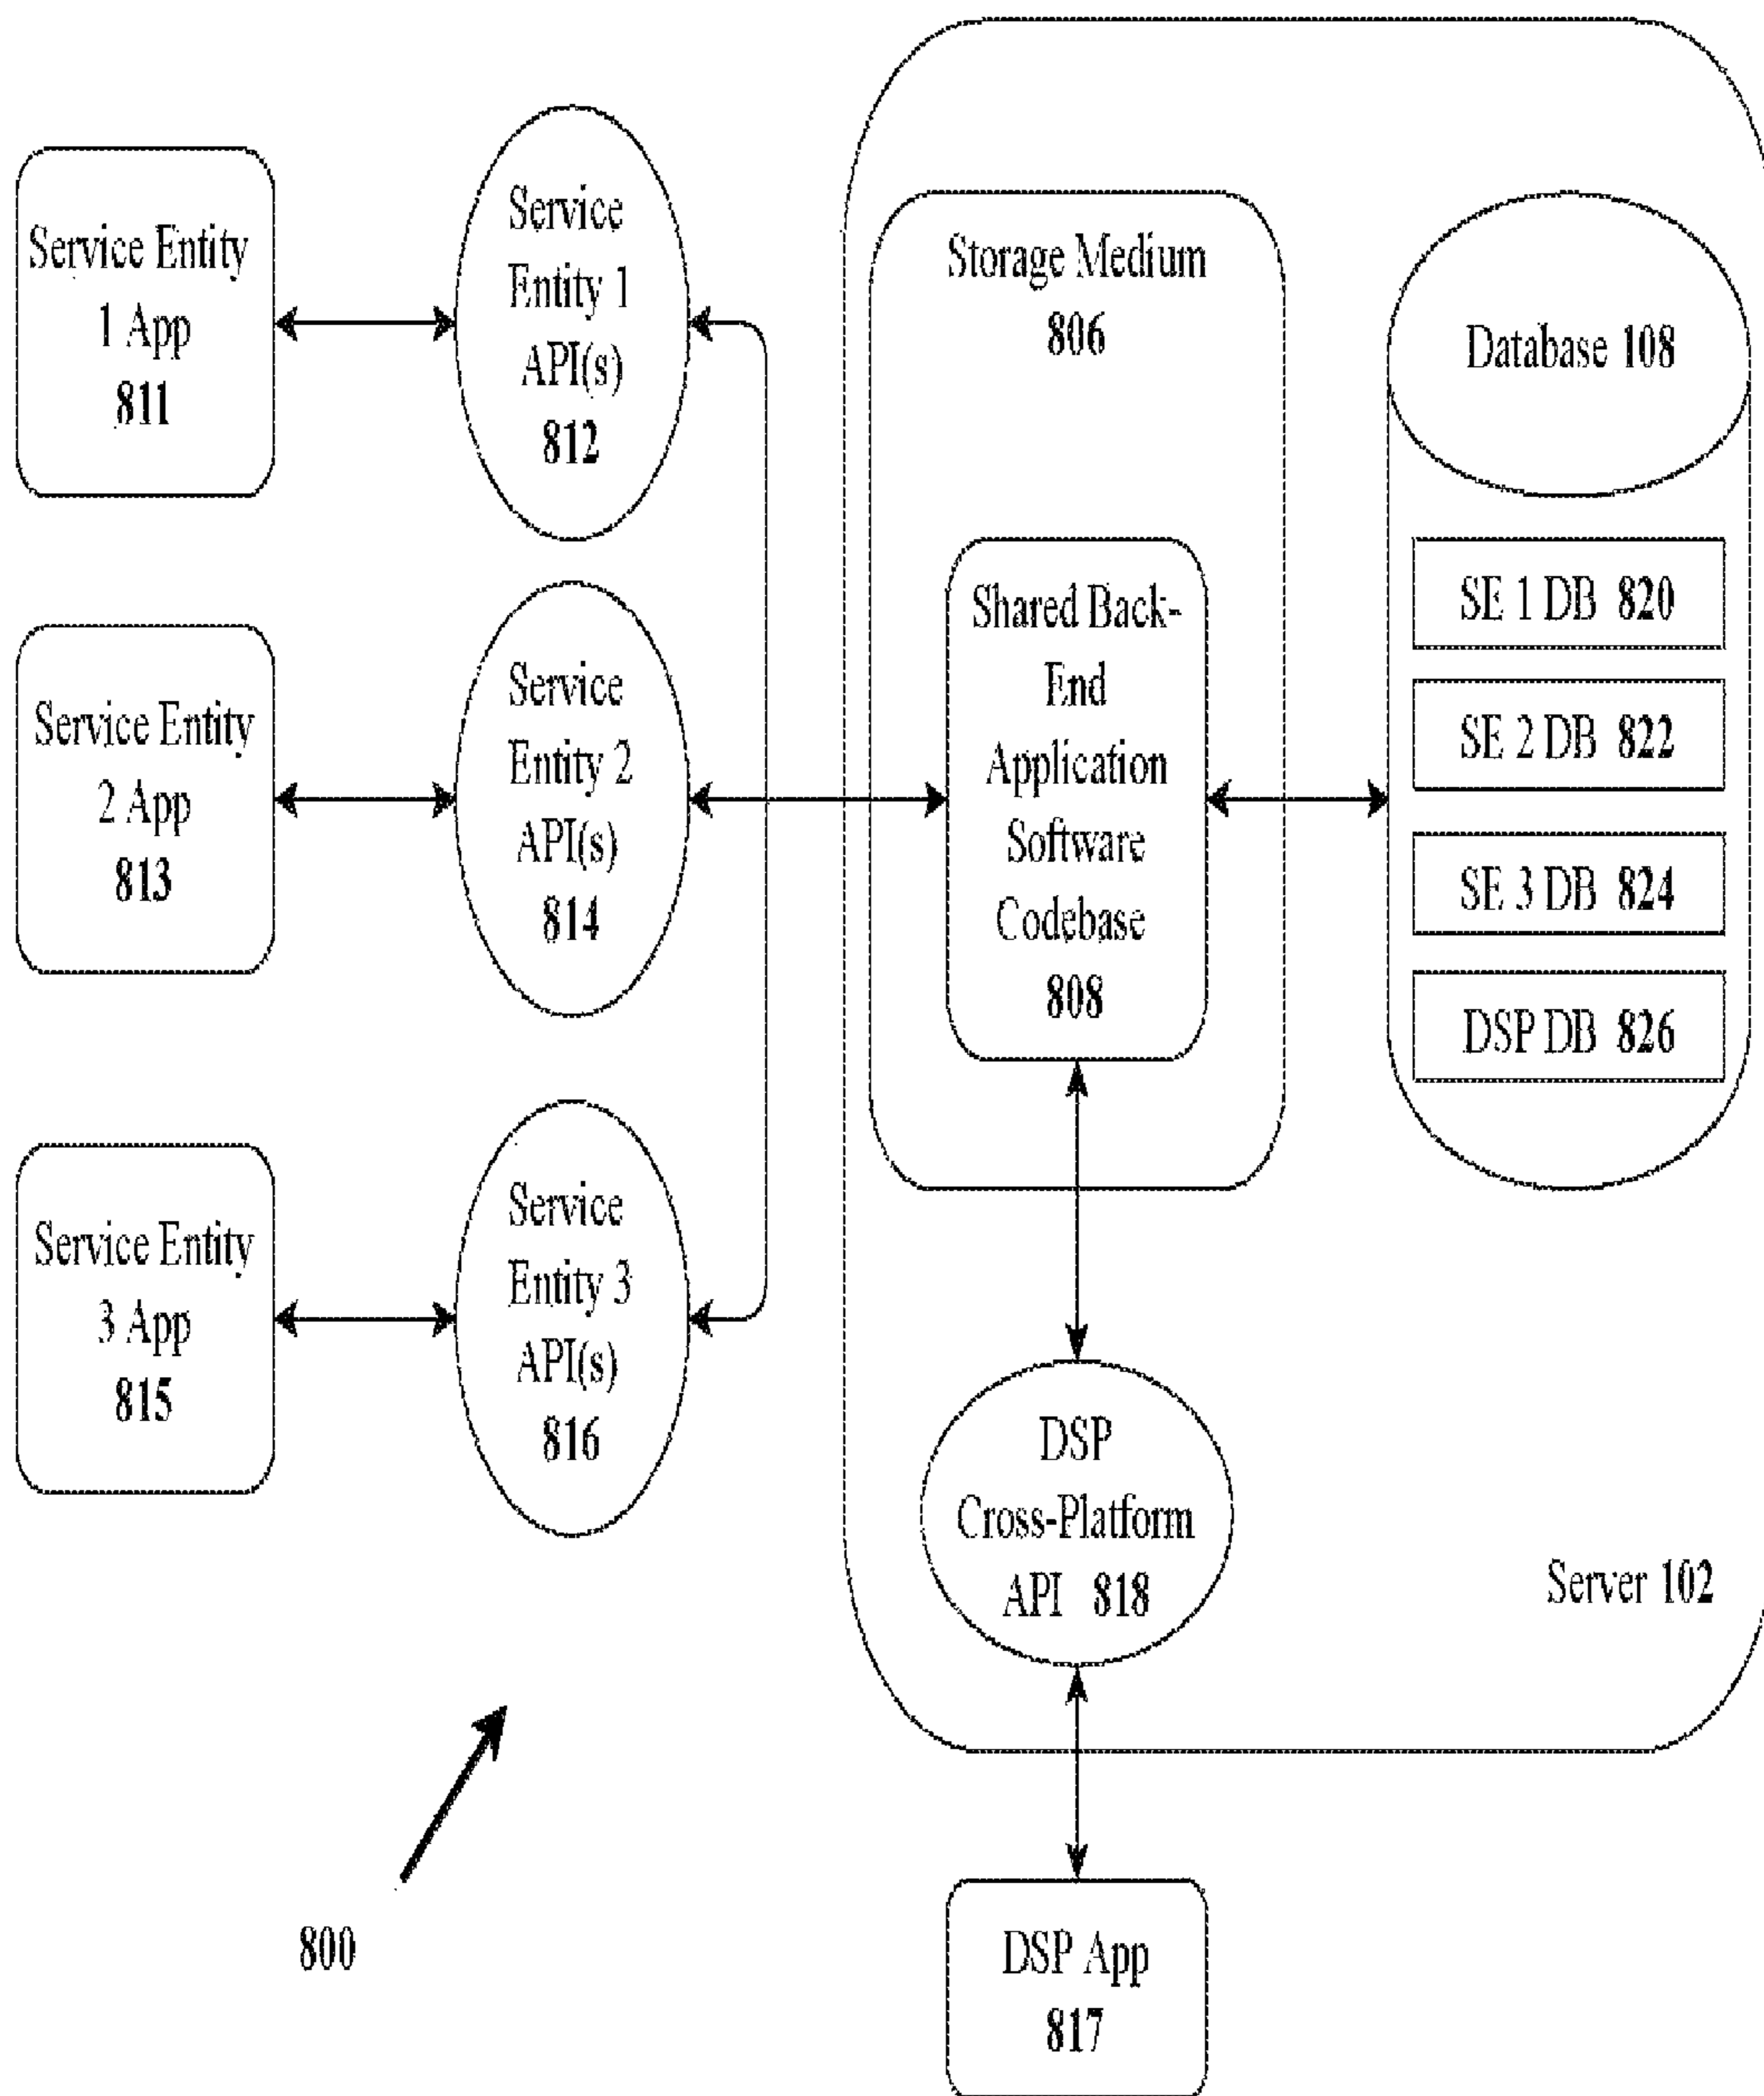 Service Entity
1 App
811
Service
Entity 1
API(s)
812
Service Entity
2 App
813
Service
Entity 2
API(s)
814
Service Entity
3 App
815
Service
Entity 3
API(s)
816
Storage Medium
806
Shared Back-
End
Application
Software
Codebase
808
Database 108
SE 1 DB 820
SE 2 DB 822
SE 3 DB 824
DSP DB 826
DSP
Cross-Platform
API 818
Server 102
800
DSP App
817